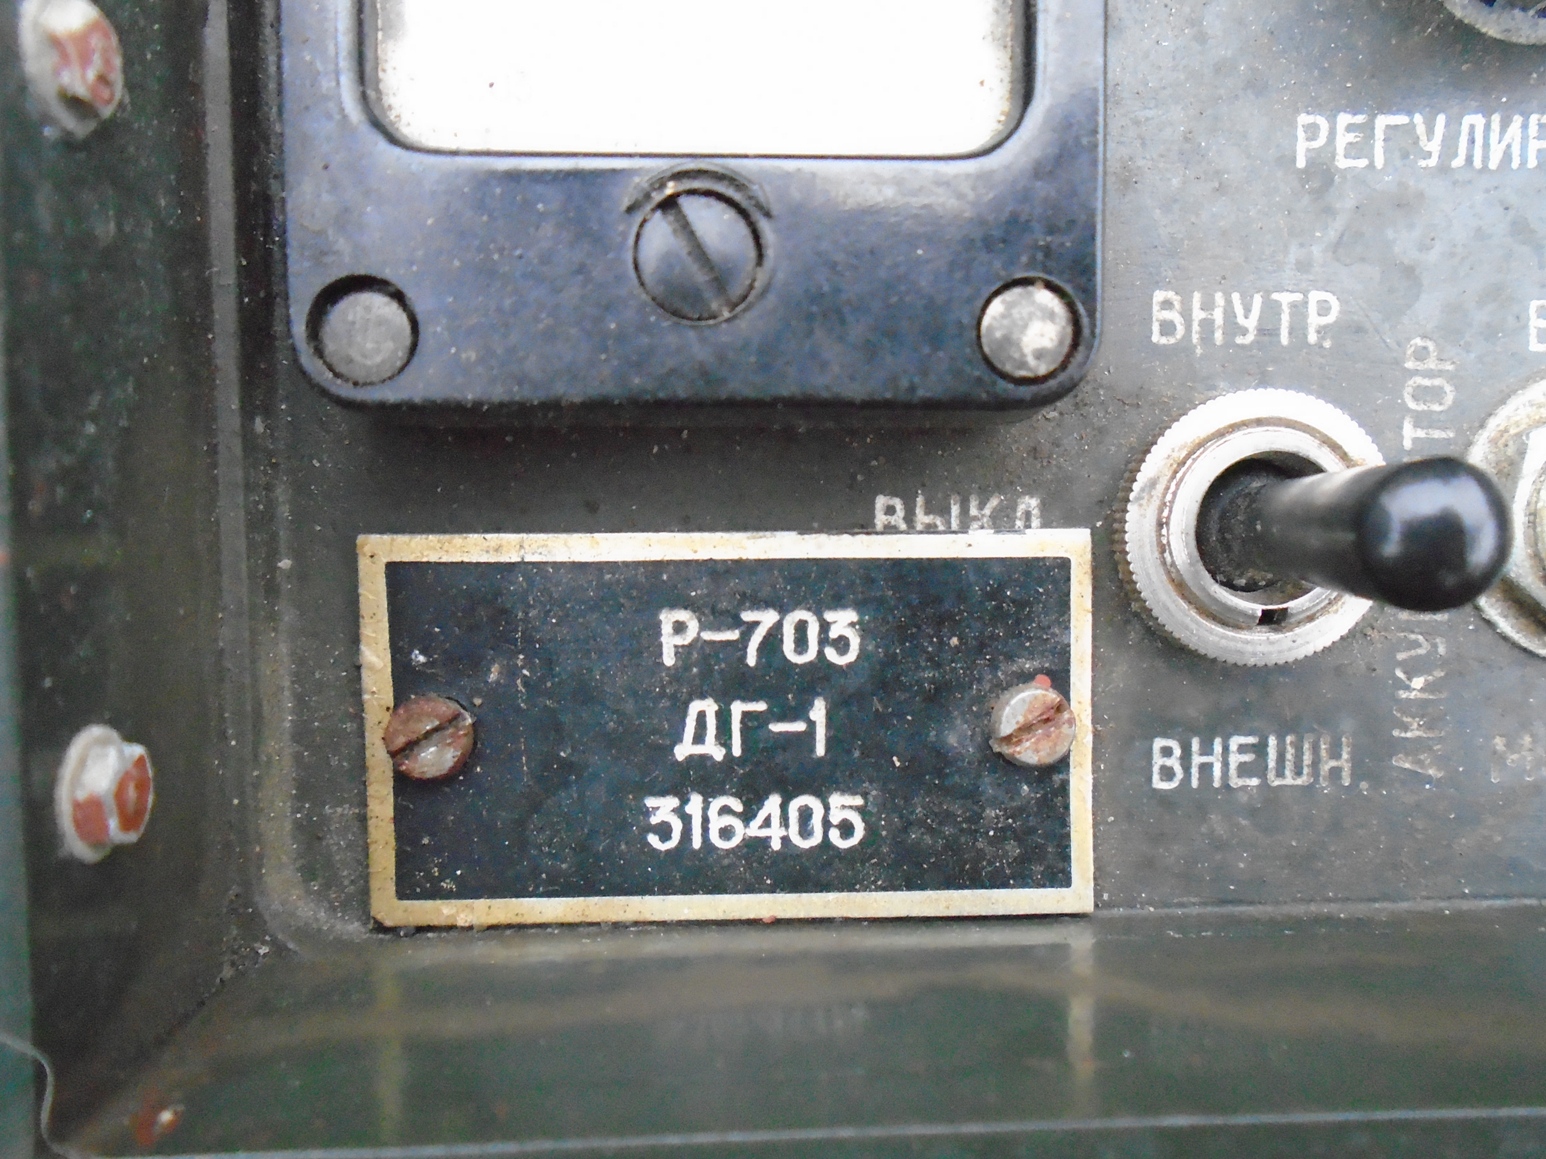 РЕГУЛИР
ВНУТР.
ВЫКЛ
Р-703
ДГ-1
316405
ВНЕШН.